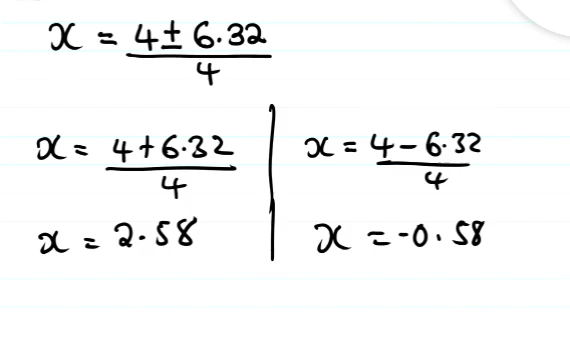 x = 4 ± 6.32 / 4
x = 4 + 6.32 / 4
x = 2.58
x = 4 - 6.32 / 4
x = -0.58